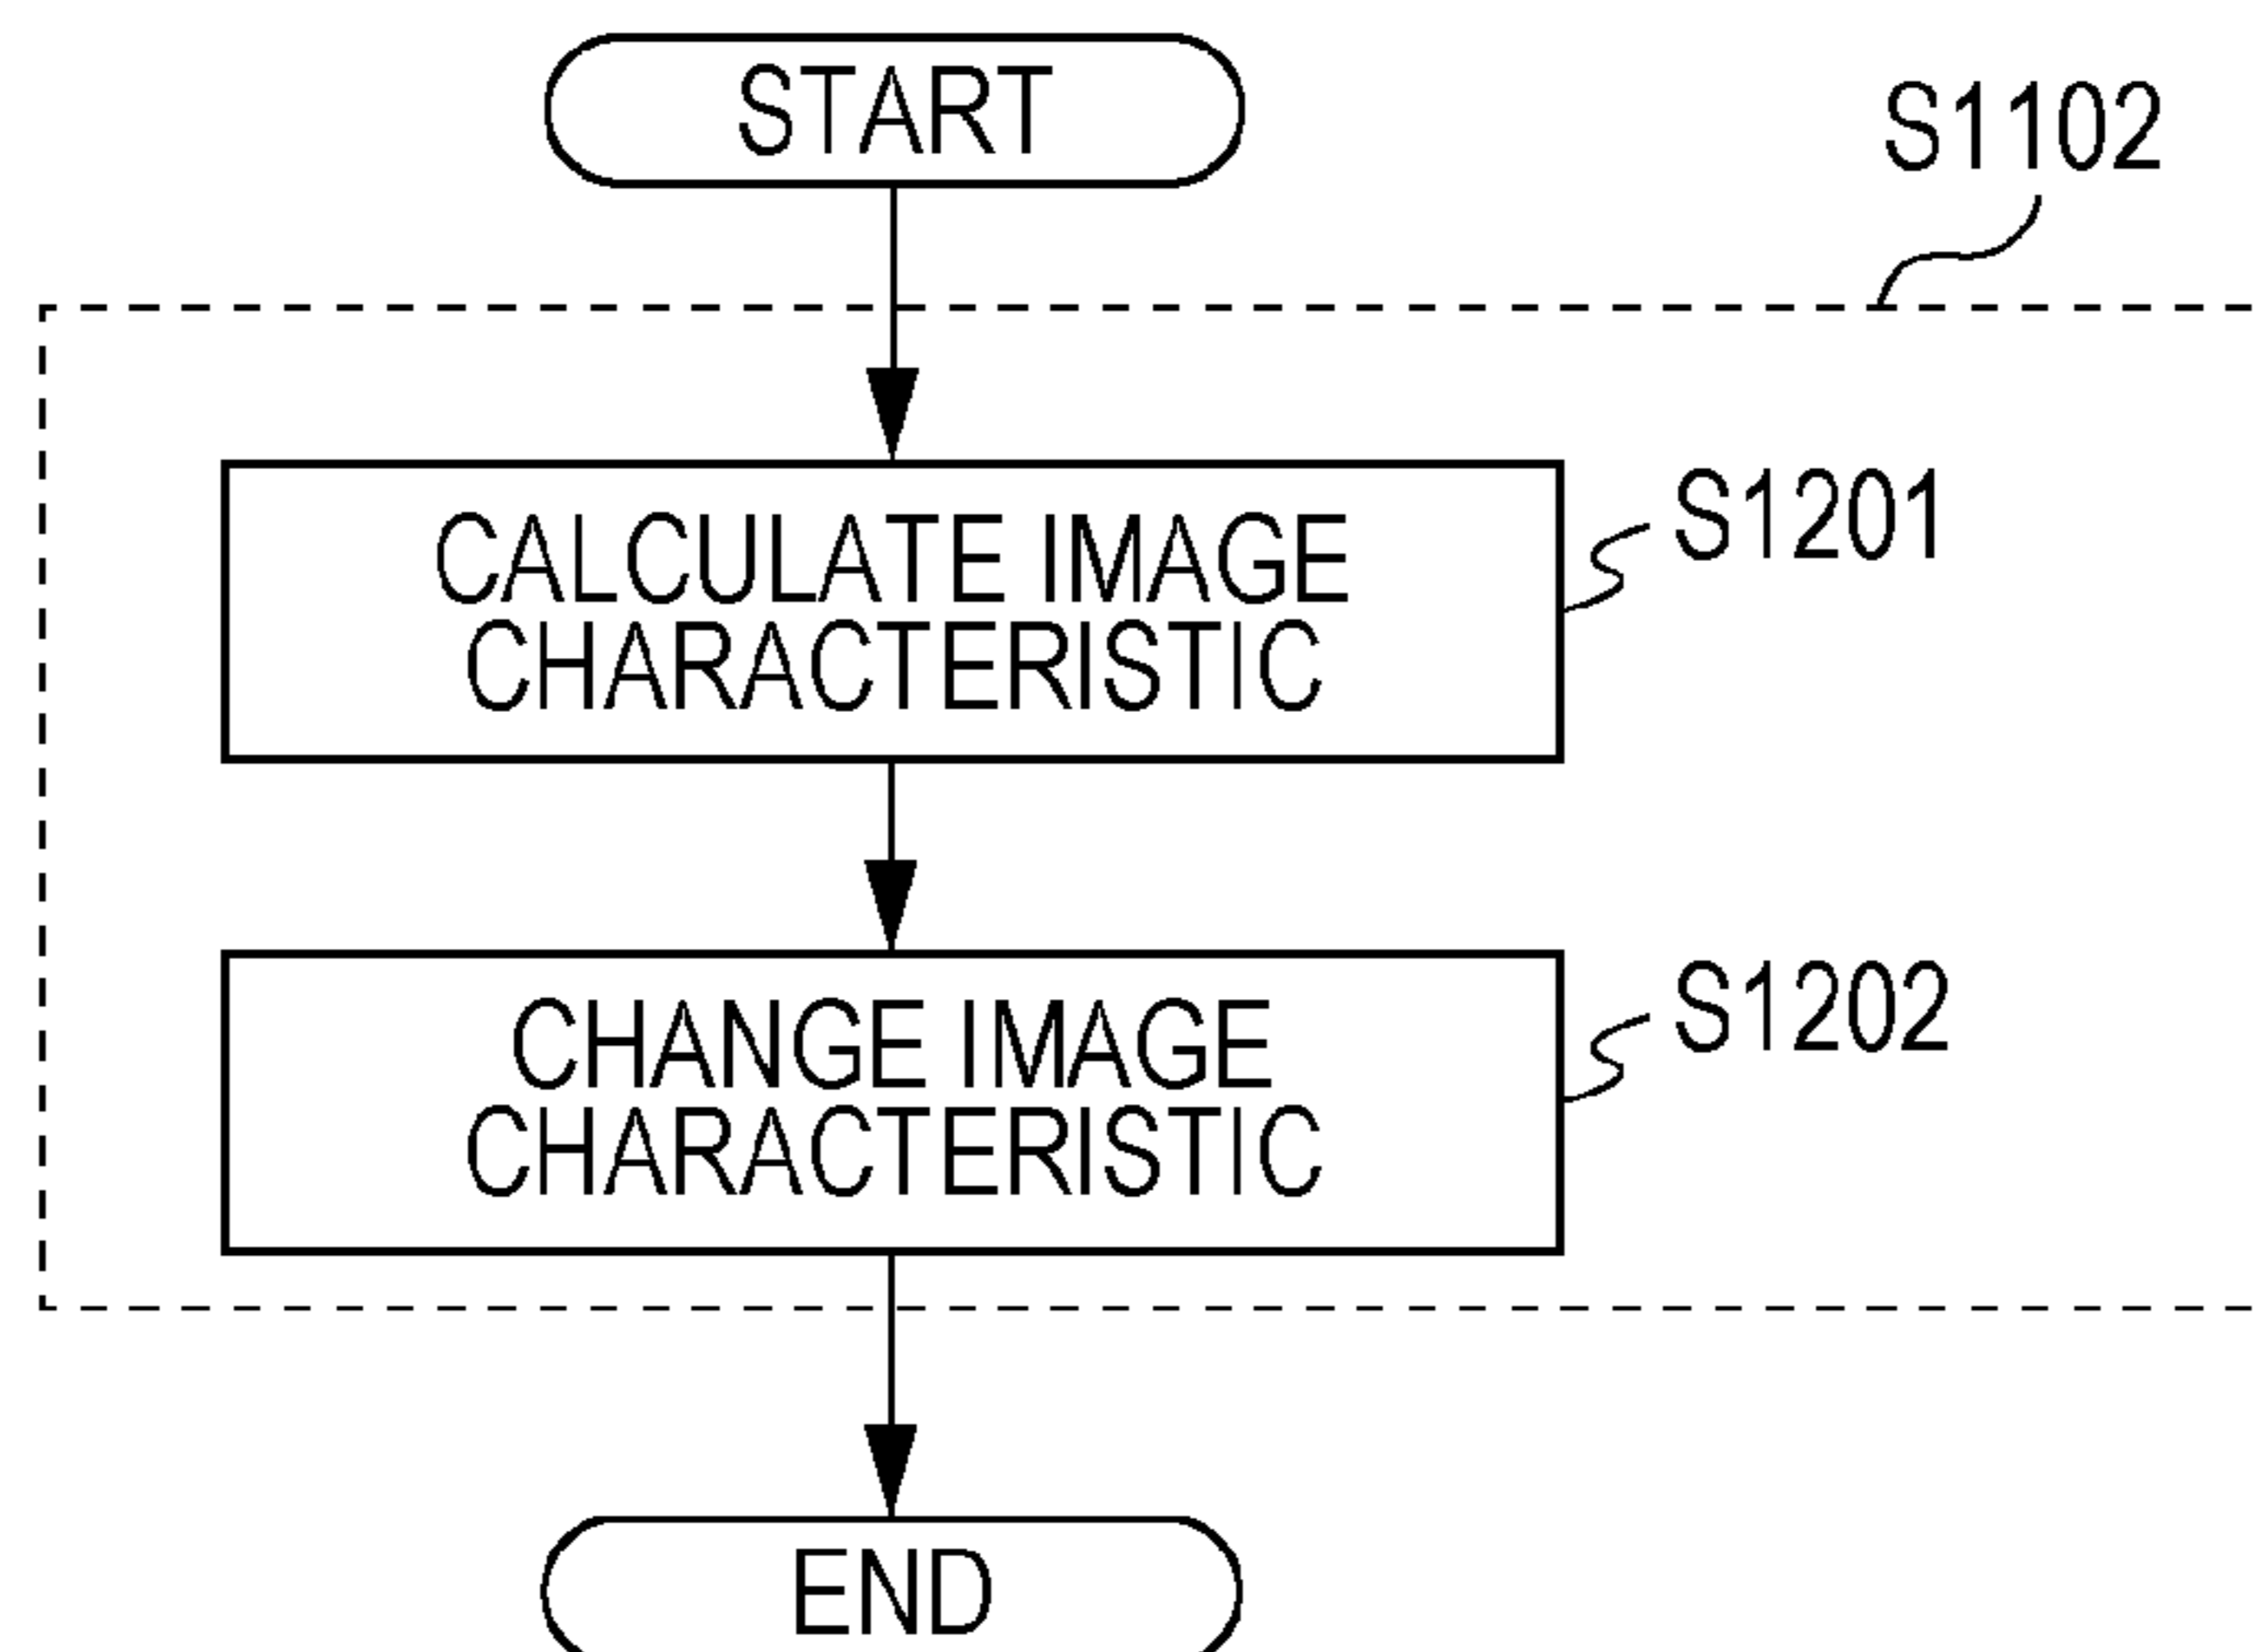 START
S1102
CALCULATE IMAGE
CHARACTERISTIC
S1201
CHANGE IMAGE
CHARACTERISTIC
S1202
END